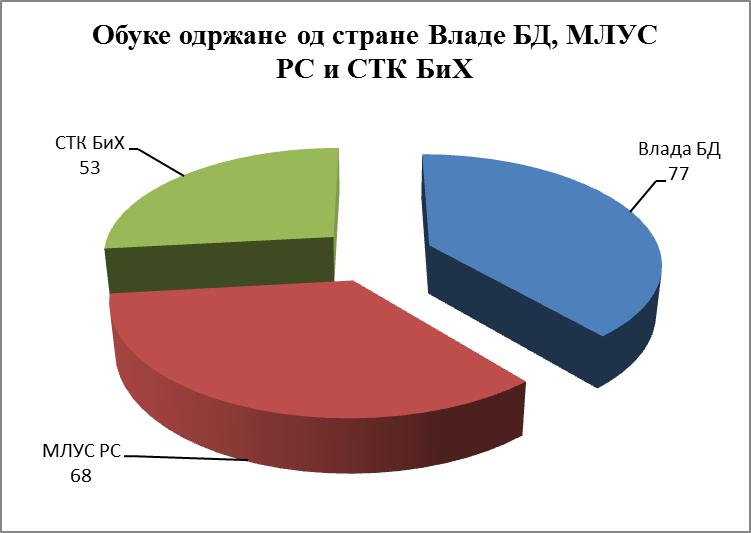 Обуке одржане од стране Владе БД, МЛУС
РС и СТК БиХ
СТК БиХ
53
Влада БД
77
МЛУС РС
68